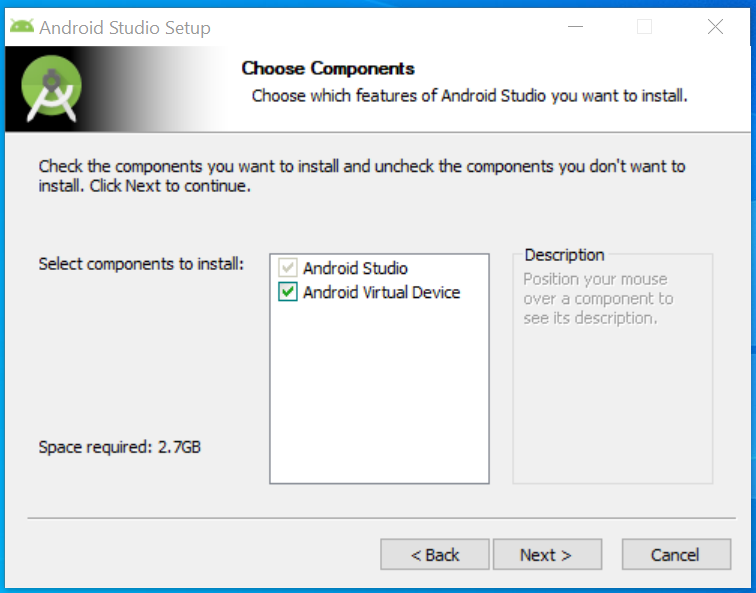 Android Studio Setup
Choose Components
Choose which features of Android Studio you want to install.
Check the components you want to install and uncheck the components you don't want to
install. Click Next to continue.
Select components to install:
Android Studio
Android Virtual Device
Description
Position your mouse
over a component to
see its description.
Space required: 2.7GB
< Back
Next >
Cancel